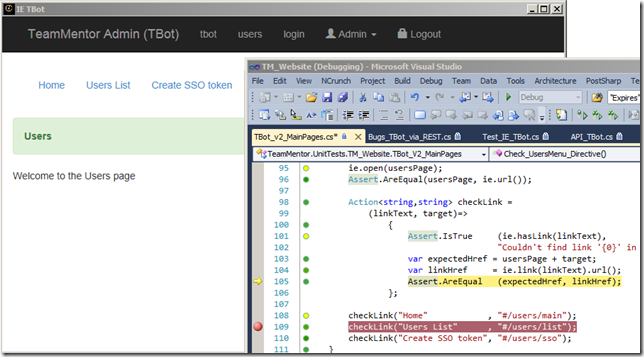 IE TBot
TeamMentor Admin (TBot) tbot users login Admin Logout
Home Users List Create SSO token
Users
Welcome to the Users page
TM_Website (Debugging) - Microsoft Visual Studio
File Edit View NCrunch Project Build Debug Team Data Tools Architecture PostSharp
Debug "Expires"
TBot_v2_MainPages.cs* Bugs_TBot_via_REST.cs Test_IE_TBot.cs API_TBot.cs
TeamMentor.UnitTests.TM_Website.TBot_V2_MainPages Check_UsersMenu_Directive()
95 ie.open(usersPage);
96 Assert.AreEqual(usersPage, ie.url());
97
98 Action<string,string> checkLink =
99 (linkText, target)=>
100 {
101 Assert.IsTrue (ie.hasLink(linkText),
102 "Couldn't find link '{0}' in
103 var expectedHref = usersPage + target;
104 var linkHref = ie.link(linkText).url();
105 Assert.AreEqual (expectedHref, linkHref);
106 };
107
108 checkLink("Home" , "#/users/main");
109 checkLink("Users List" , "#/users/list");
110 checkLink("Create SSO token", "#/users/sso");
111 }